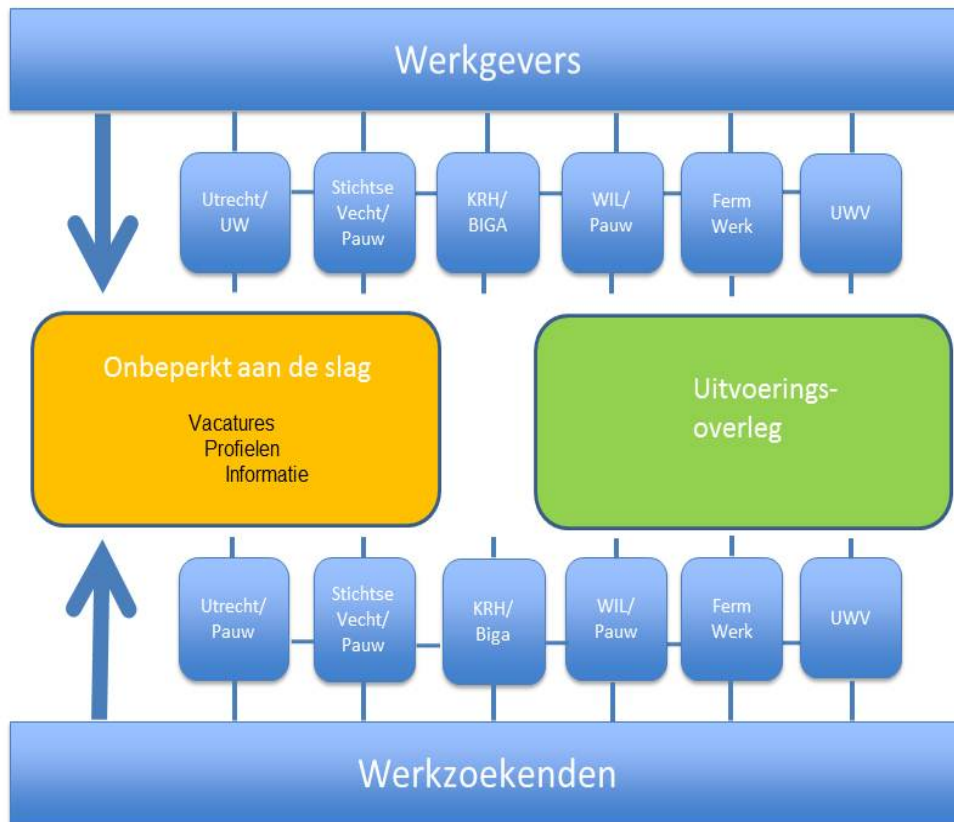 Werkgevers
Utrecht/
UW
Stichtse
Vecht/
Pauw
KRH/
BIGA
WIL/
Pauw
Ferm
Werk
UWV
Onbeperkt aan de slag
Vacatures
Profielen
Informatie
Uitvoerings-
overleg
Utrecht/
Pauw
Stichtse
Vecht/
Pauw
KRH/
Biga
WIL/
Pauw
Ferm
Werk
UWV
Werkzoekenden